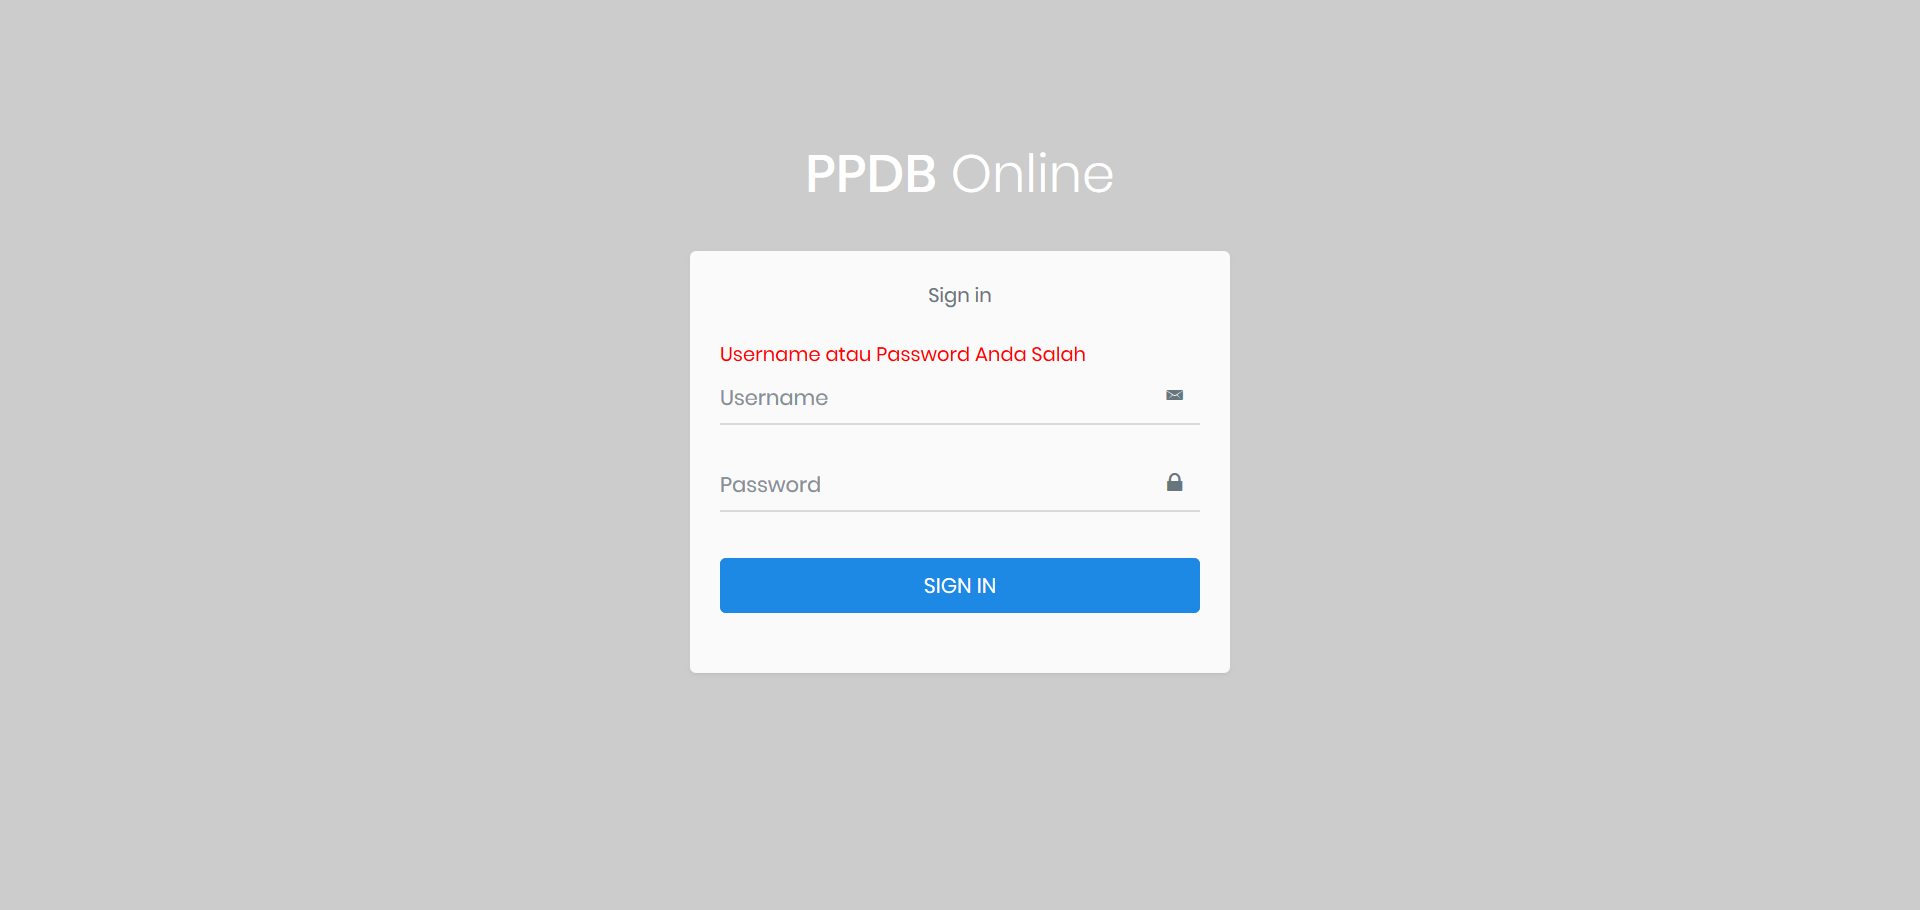 PPDB Online
Sign in
Username atau Password Anda Salah
Username
Password
SIGN IN